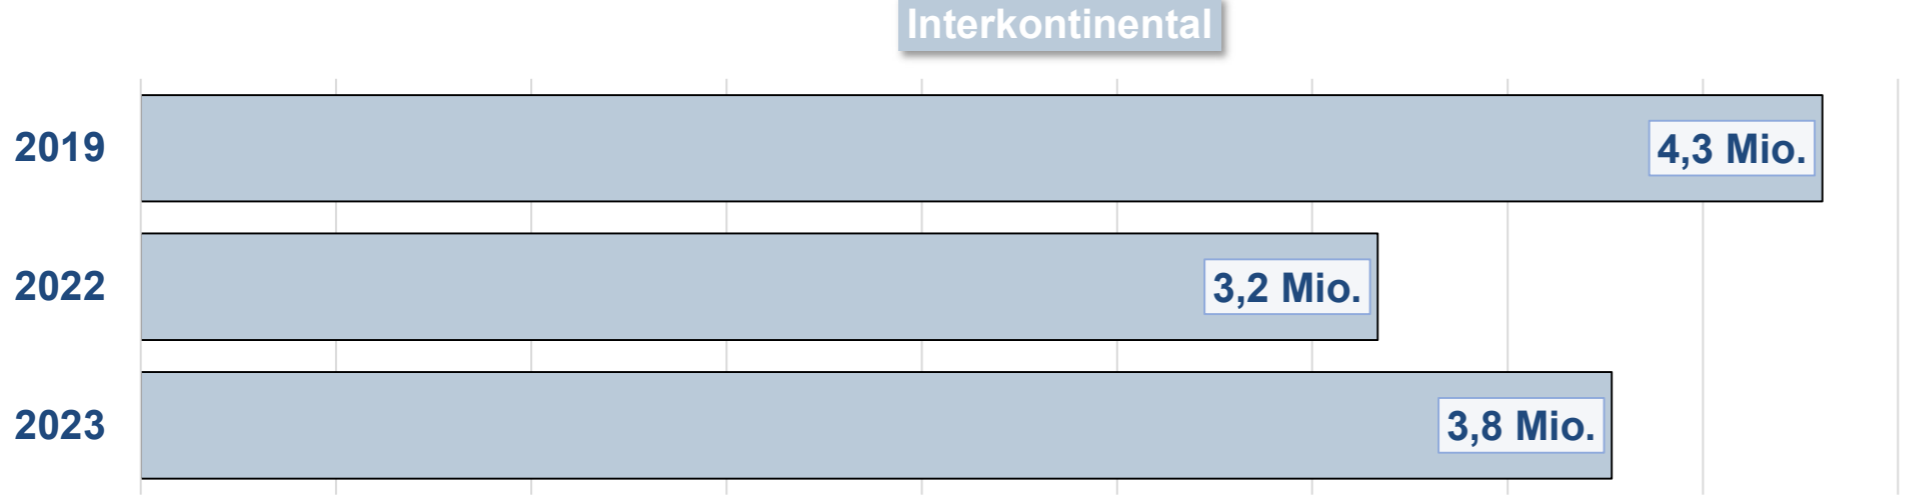 Interkontinental
2019 4,3 Mio.
2022 3,2 Mio.
2023 3,8 Mio.